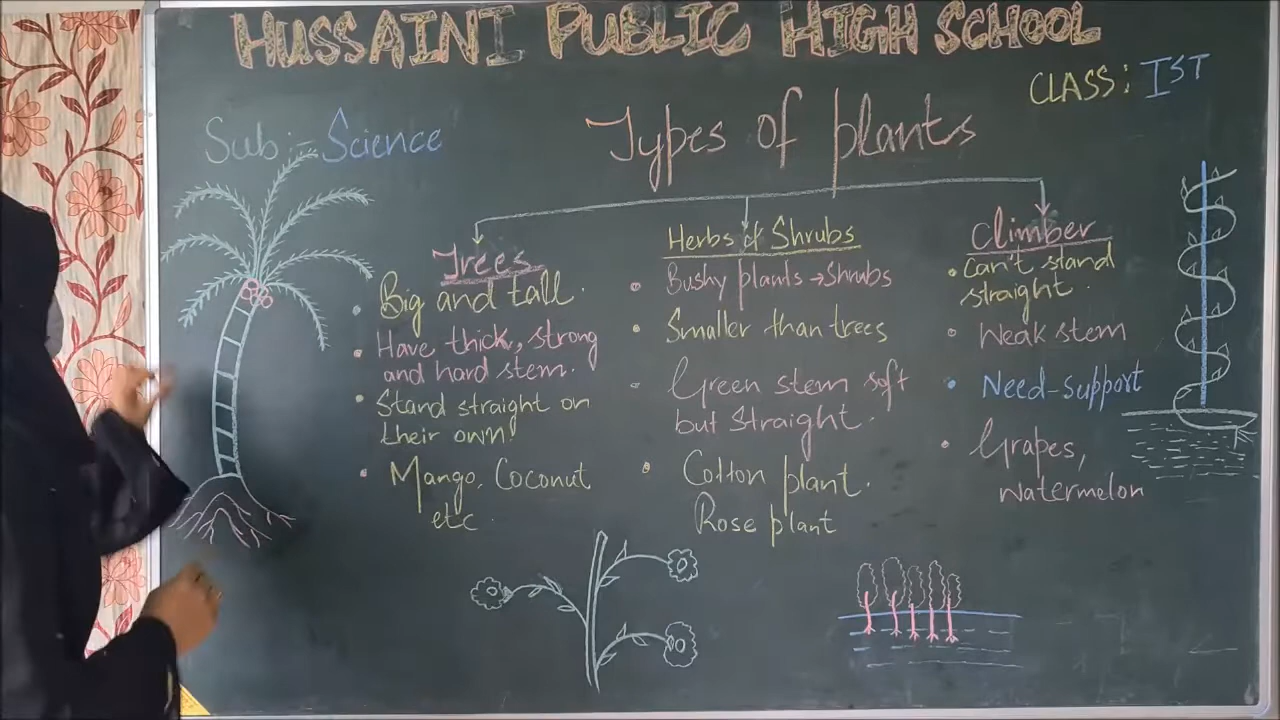 HUSSAINI PUBLIC HIGH SCHOOL
CLASS: IST
Sub:- Science
Types of plants
Trees
• Big and tall.
• Have thick, strong
and hard stem.
• Stand straight on
their own!
• Mango, Coconut
etc.
Herbs & Shrubs
• Bushy plants → Shrubs
• Smaller than trees
- Green stem soft
but straight.
• Cotton plant.
Rose plant
Climber
• Can't stand
straight.
• Weak stem
• Need-support
• Grapes,
watermelon